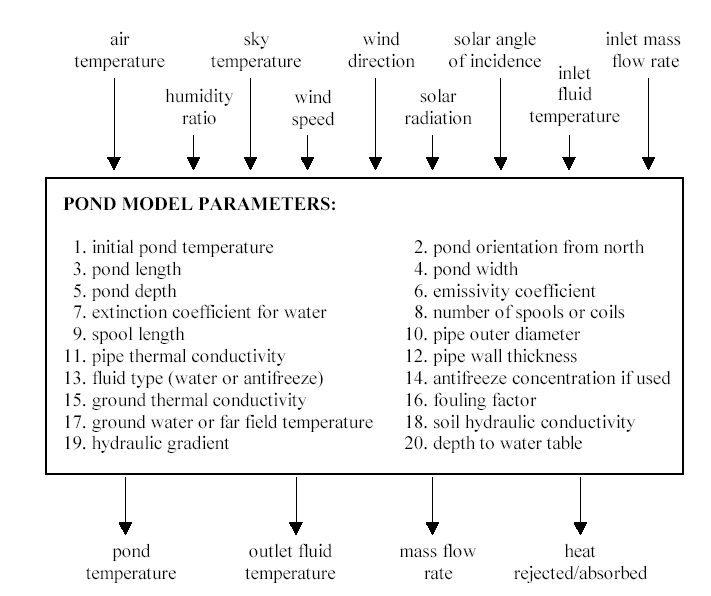 air
temperature
sky
temperature
wind
direction
solar angle
of incidence
inlet mass
flow rate
humidity
ratio
wind
speed
solar
radiation
inlet
fluid
temperature
POND MODEL PARAMETERS:
1. initial pond temperature
2. pond orientation from north
3. pond length
4. pond width
5. pond depth
6. emissivity coefficient
7. extinction coefficient for water
8. number of spools or coils
9. spool length
10. pipe outer diameter
11. pipe thermal conductivity
12. pipe wall thickness
13. fluid type (water or antifreeze)
14. antifreeze concentration if used
15. ground thermal conductivity
16. fouling factor
17. ground water or far field temperature
18. soil hydraulic conductivity
19. hydraulic gradient
20. depth to water table
pond
temperature
outlet fluid
temperature
mass flow
rate
heat
rejected/absorbed